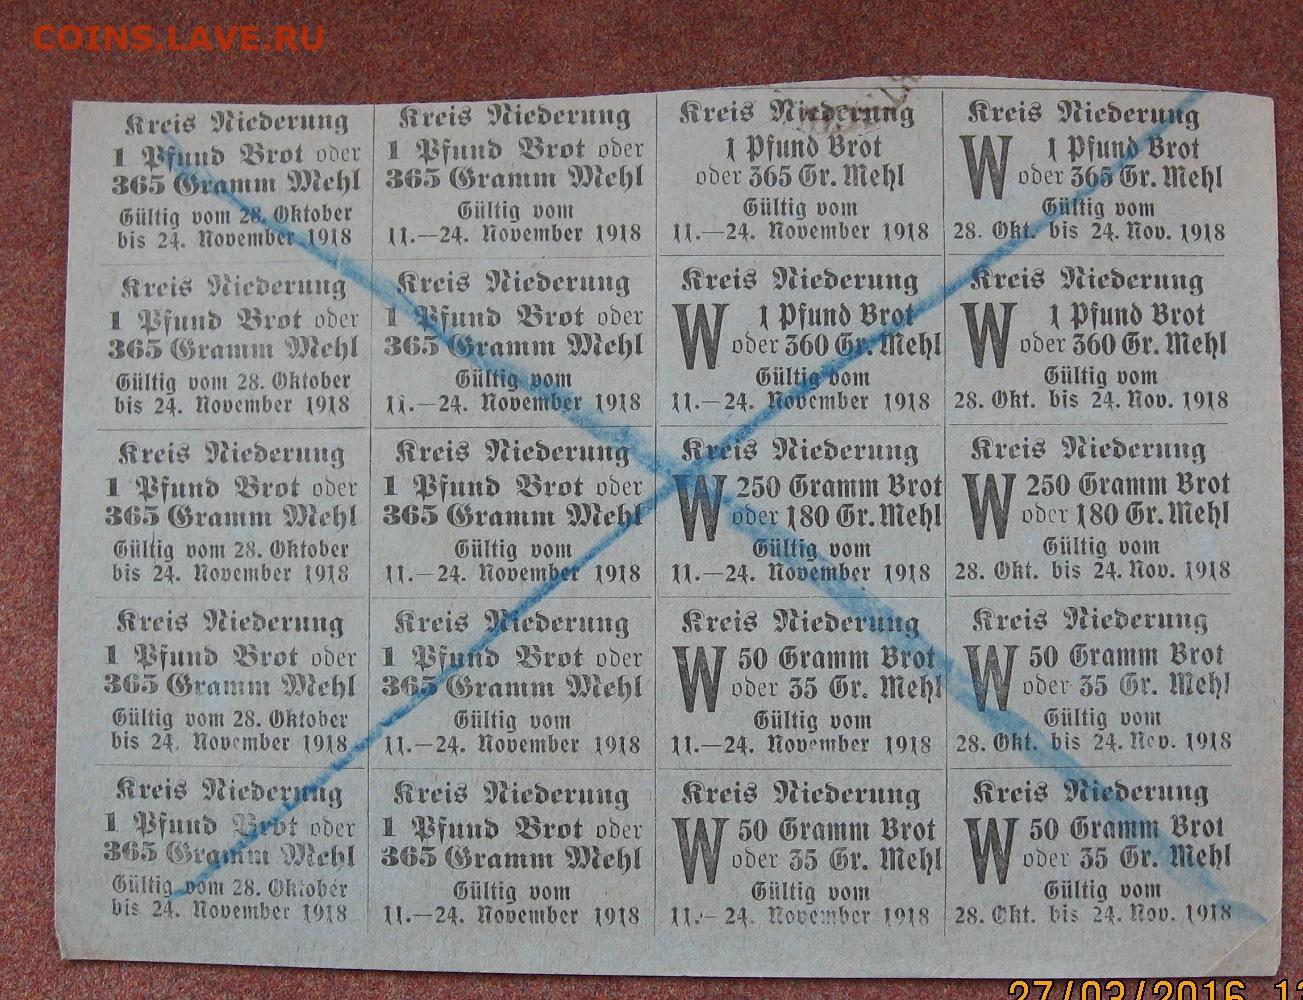 COINS.LAVE.RU
Kreis Niederung
1 Pfund Brot oder
365 Gramm Mehl
Gültig vom 28. Oktober
bis 24. November 1918
Kreis Niederung
1 Pfund Brot oder
365 Gramm Mehl
Gültig vom
11.—24. November 1918
Kreis Niederung
1 Pfund Brot
oder 365 Gr. Mehl
Gültig vom
11.—24. November 1918
Kreis Niederung
W 1 Pfund Brot
oder 365 Gr. Mehl
Gültig vom
28. Okt. bis 24. Nov. 1918
Kreis Niederung
1 Pfund Brot oder
365 Gramm Mehl
Gültig vom 28. Oktober
bis 24. November 1918
Kreis Niederung
1 Pfund Brot oder
365 Gramm Mehl
Gültig vom
11.—24. November 1918
Kreis Niederung
W 1 Pfund Brot
oder 360 Gr. Mehl
Gültig vom
11.—24. November 1918
Kreis Niederung
W 1 Pfund Brot
oder 360 Gr. Mehl
Gültig vom
28. Okt. bis 24. Nov. 1918
Kreis Niederung
1 Pfund Brot oder
365 Gramm Mehl
Gültig vom 28. Oktober
bis 24. November 1918
Kreis Niederung
1 Pfund Brot oder
365 Gramm Mehl
Gültig vom
11.—24. November 1918
Kreis Niederung
W 250 Gramm Brot
oder 180 Gr. Mehl
Gültig vom
11.—24. November 1918
Kreis Niederung
W 250 Gramm Brot
oder 180 Gr. Mehl
Gültig vom
28. Okt. bis 24. Nov. 1918
Kreis Niederung
1 Pfund Brot oder
365 Gramm Mehl
Gültig vom 28. Oktober
bis 24. November 1918
Kreis Niederung
1 Pfund Brot oder
365 Gramm Mehl
Gültig vom
11.—24. November 1918
Kreis Niederung
W 50 Gramm Brot
oder 35 Gr. Mehl
Gültig vom
11.—24. November 1918
Kreis Niederung
W 50 Gramm Brot
oder 35 Gr. Mehl
Gültig vom
28. Okt. bis 24. Nov. 1918
Kreis Niederung
1 Pfund Brot oder
365 Gramm Mehl
Gültig vom 28. Oktober
bis 24. November 1918
Kreis Niederung
1 Pfund Brot oder
365 Gramm Mehl
Gültig vom
11.—24. November 1918
Kreis Niederung
W 50 Gramm Brot
oder 35 Gr. Mehl
Gültig vom
11.—24. November 1918
Kreis Niederung
W 50 Gramm Brot
oder 35 Gr. Mehl
Gültig vom
28. Okt. bis 24. Nov. 1918
27/03/2016